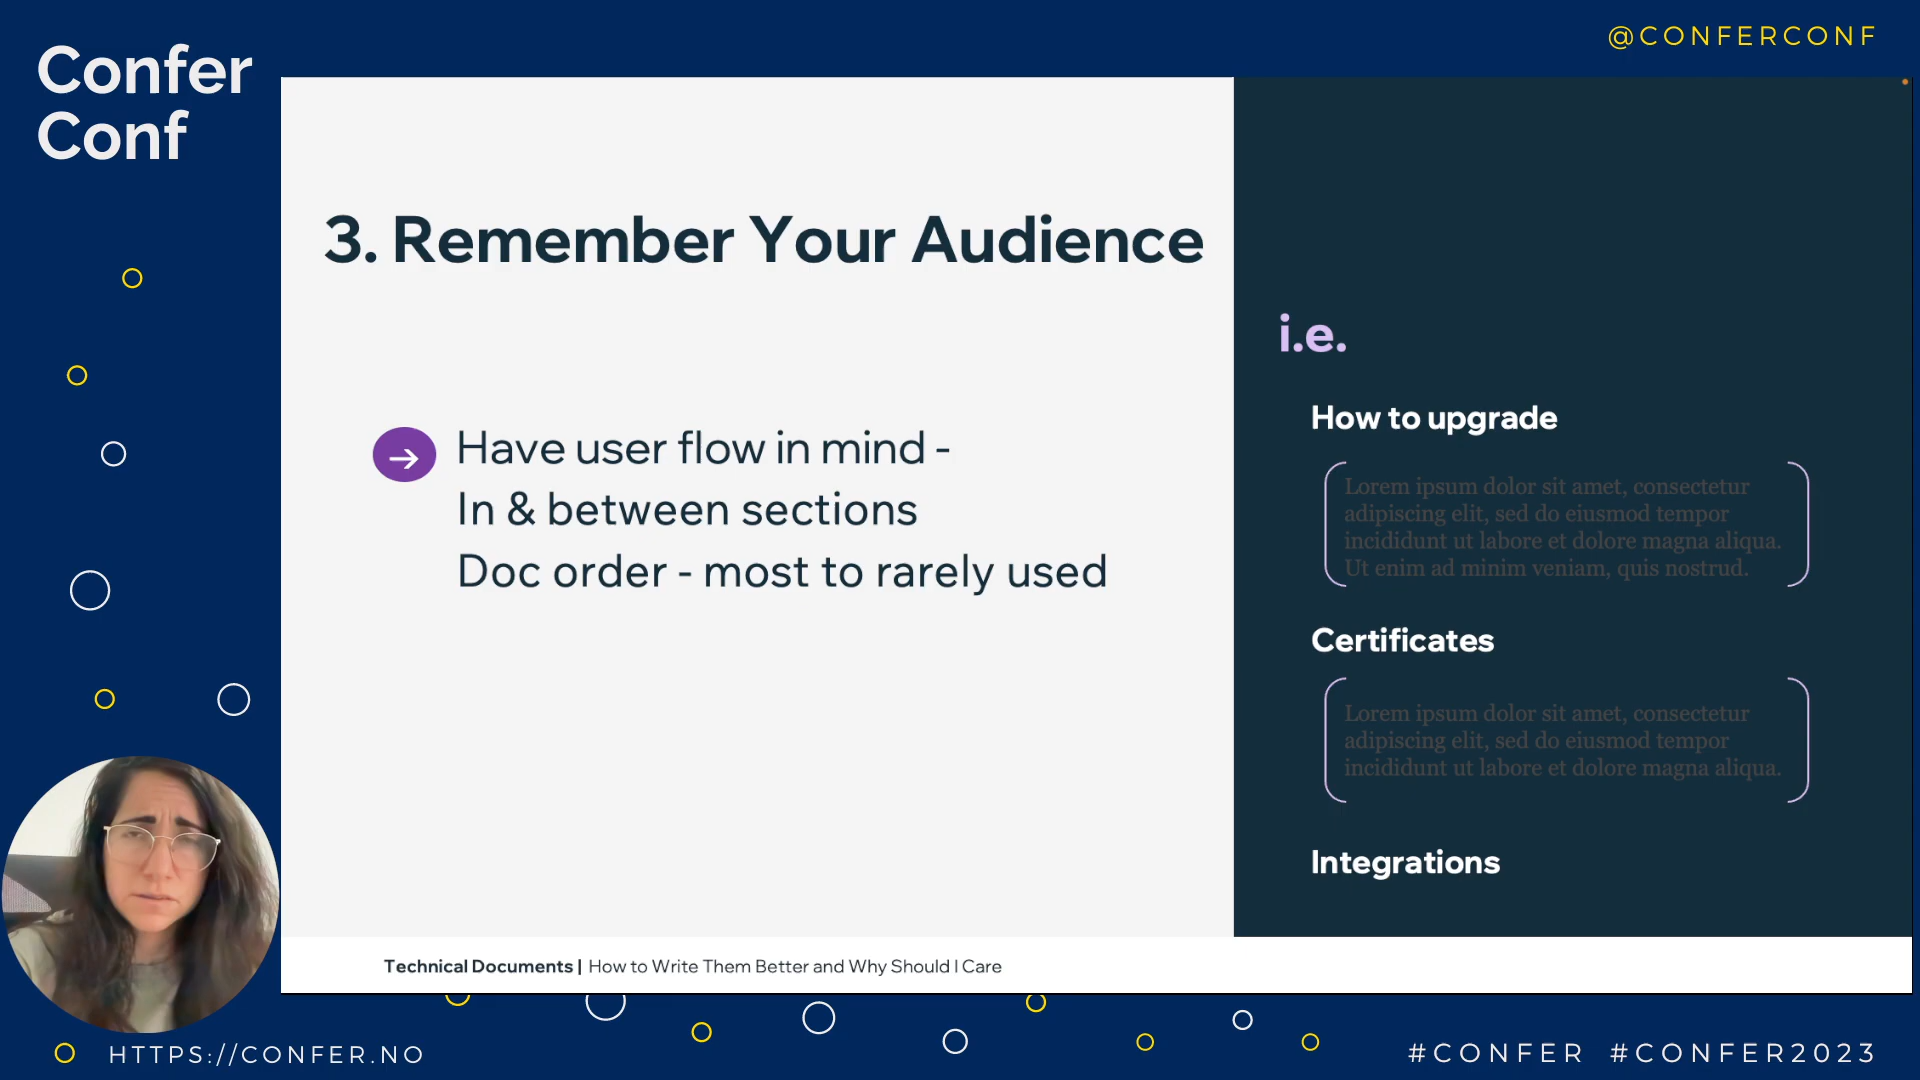 Confer
Conf
@CONFERCONF
3. Remember Your Audience
Have user flow in mind -
In & between sections
Doc order - most to rarely used
i.e.
How to upgrade
Lorem ipsum dolor sit amet, consectetur
adipiscing elit, sed do eiusmod tempor
incididunt ut labore et dolore magna aliqua.
Ut enim ad minim veniam, quis nostrud.
Certificates
Lorem ipsum dolor sit amet, consectetur
adipiscing elit, sed do eiusmod tempor
incididunt ut labore et dolore magna aliqua.
Integrations
Technical Documents | How to Write Them Better and Why Should I Care
HTTPS://CONFER.NO
#CONFER #CONFER2023